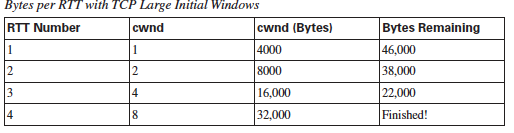 Bytes per RTT with TCP Large Initial Windows
RTT Number cwnd cwnd (Bytes) Bytes Remaining
1 1 4000 46,000
2 2 8000 38,000
3 4 16,000 22,000
4 8 32,000 Finished!